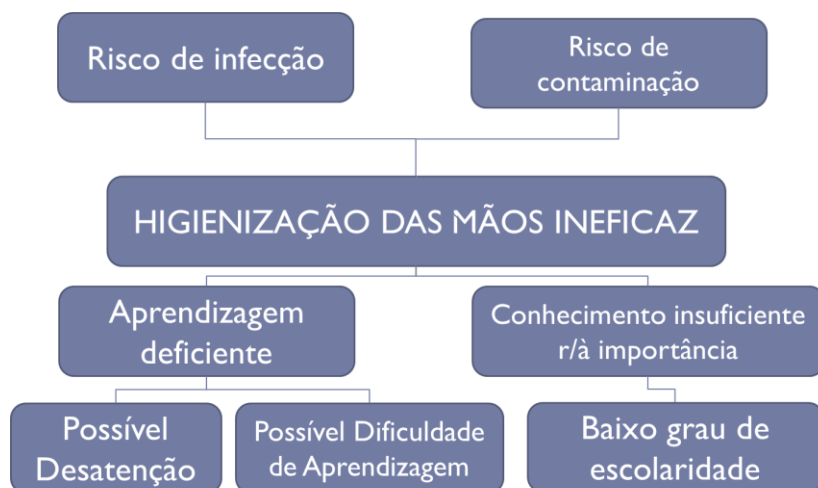 Risco de infecção
Risco de
contaminação
HIGIENIZAÇÃO DAS MÃOS INEFICAZ
Aprendizagem
deficiente
Conhecimento insuficiente
r/à importância
Possível
Desatenção
Possível Dificuldade
de Aprendizagem
Baixo grau de
escolaridade